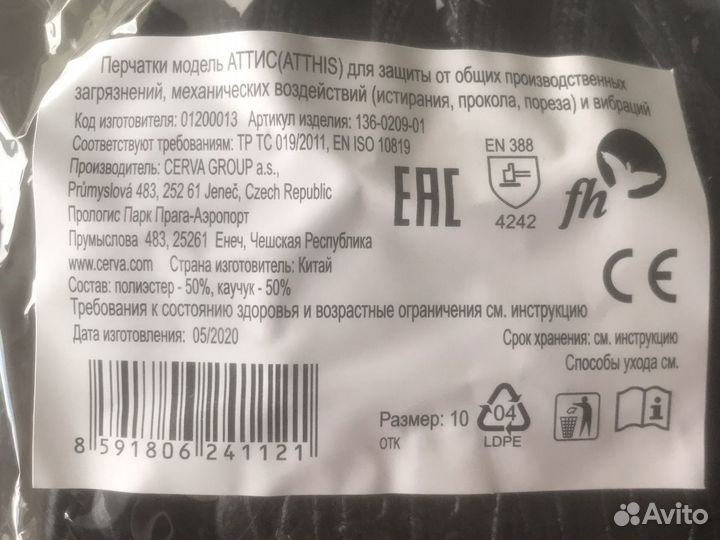 Перчатки модель АТТИС(ATTHIS) для защиты от общих производственных
загрязнений, механических воздействий (истирания, прокола, пореза) и вибраций
Код изготовителя: 01200013 Артикул изделия: 136-0209-01
Соответствуют требованиям: ТР ТС 019/2011, EN ISO 10819
Производитель: CERVA GROUP a.s.,
Průmyslová 483, 252 61 Jeneč, Czech Republic
Прологис Парк Прага-Аэропорт
Прумыслова 483, 25261 Енеч, Чешская Республика
www.cerva.com Страна изготовитель: Китай
Состав: полиэстер - 50%, каучук - 50%
Требования к состоянию здоровья и возрастные ограничения см. инструкцию
Дата изготовления: 05/2020
EAC
EN 388
4242
fh
CE
Срок хранения: см. инструкцию
Способы ухода см.
Размер: 10
ОТК
04
LDPE
8 591806 241121
Avito